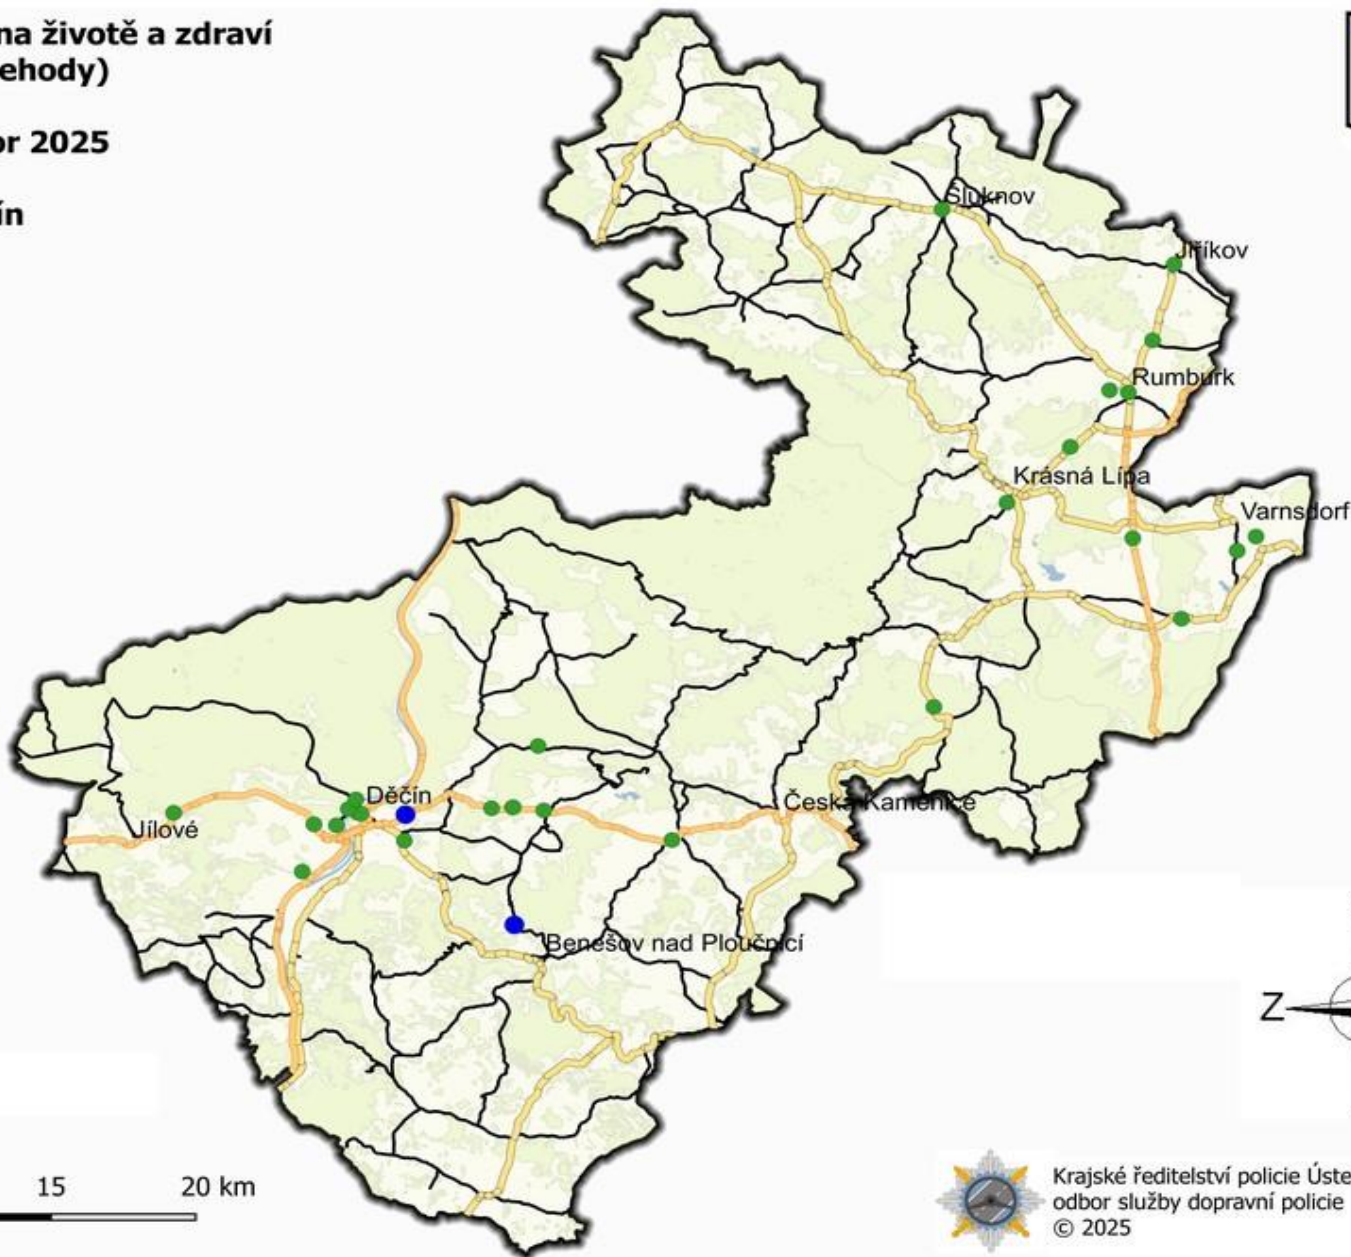 na životě a zdraví
ehody)
or 2025
ín
Šluknov
Jiříkov
Rumburk
Krásná Lípa
Varnsdorf
Děčín
Česká Kamenice
Jílové
Benešov nad Ploučnicí
Z
15 20 km
Krajské ředitelství policie Úste
odbor služby dopravní policie
© 2025